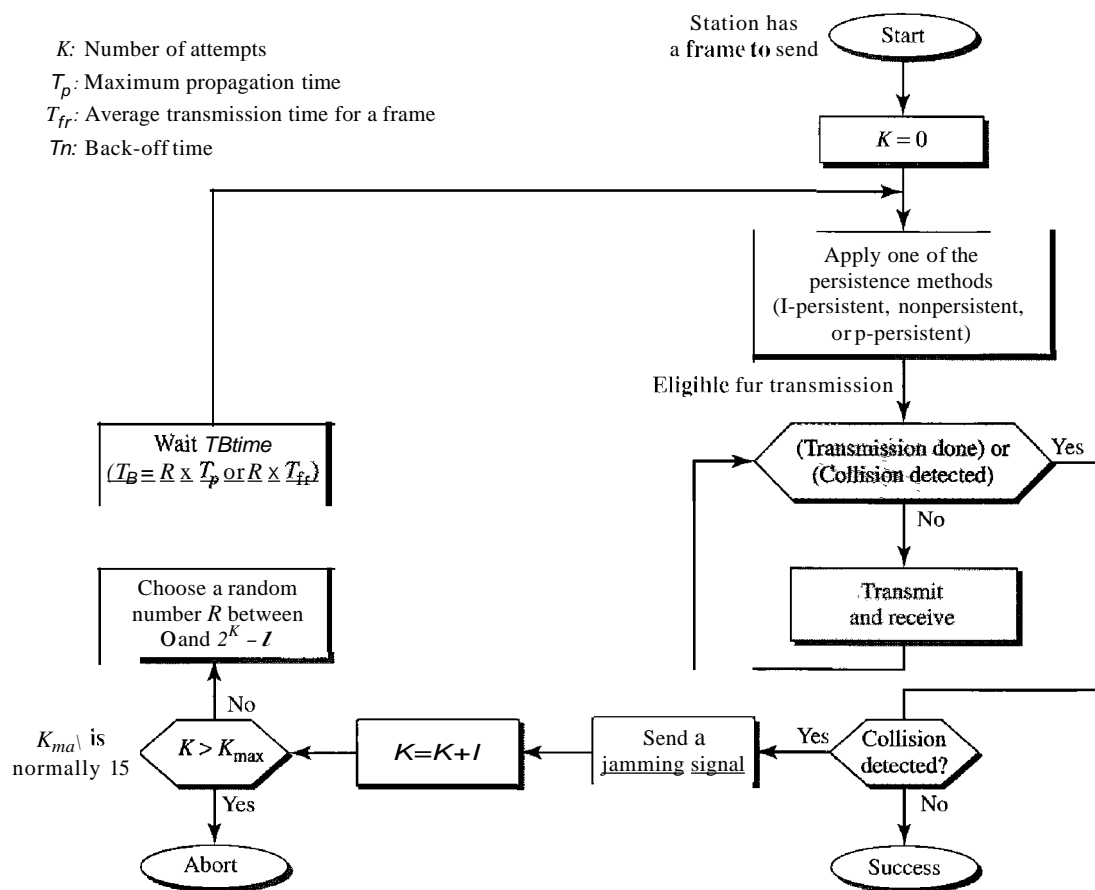 K: Number of attempts
Tp: Maximum propagation time
Tfr: Average transmission time for a frame
Tn: Back-off time
Station has
a frame to send
Start
K = 0
Apply one of the
persistence methods
(I-persistent, nonpersistent,
or p-persistent)
Eligible fur transmission
(Transmission done) or
(Collision detected)
Yes
No
Transmit
and receive
Wait TBtime
(TB = R x Tp or R x Tfr)
Choose a random
number R between
O and 2^K - l
No
Kma\ is
normally 15
K > Kmax
Yes
Abort
K=K+I
Send a
jamming signal
Yes
Collision
detected?
No
Success